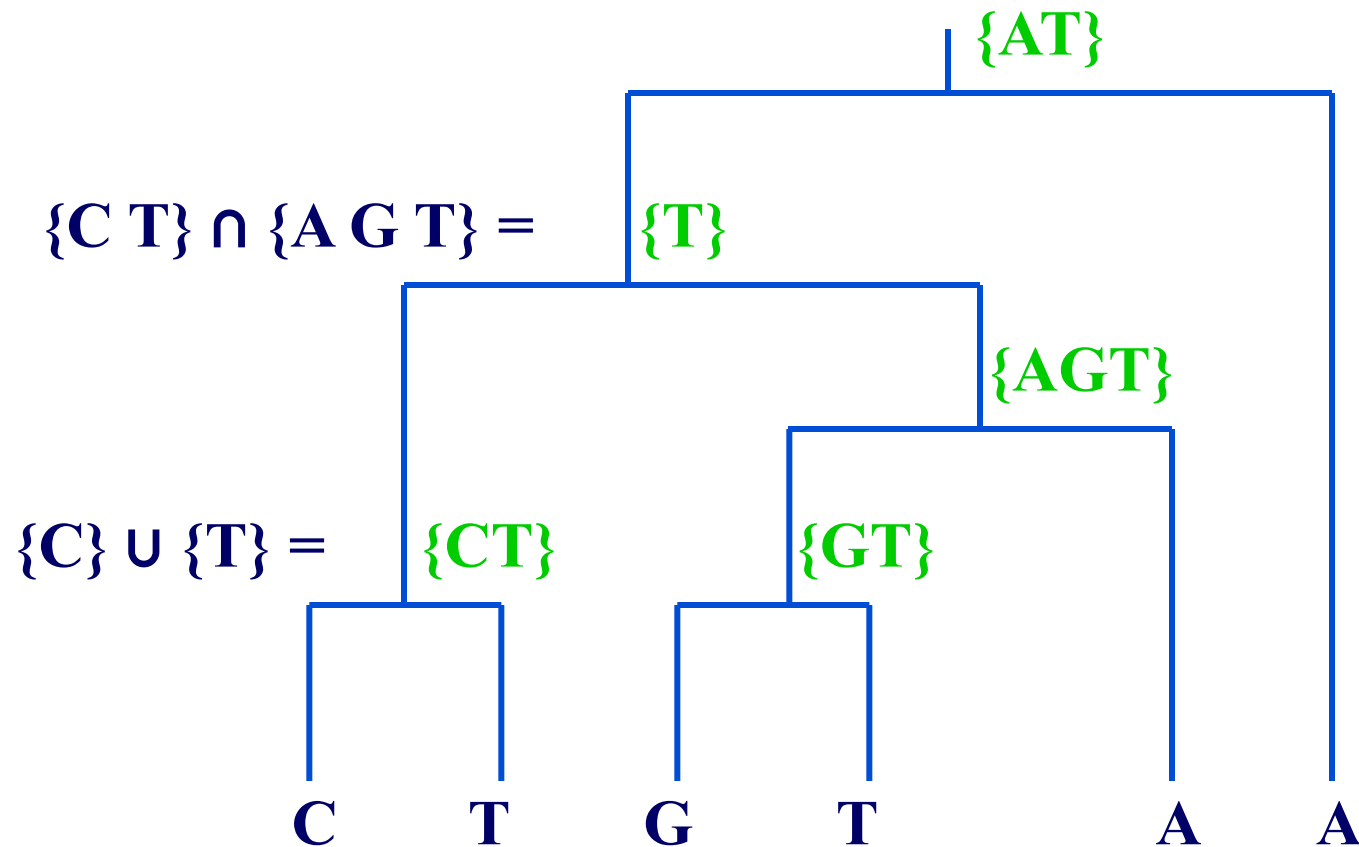 {AT}
{C T} ∩ {A G T} = {T}
{AGT}
{C} ∪ {T} = {CT} {GT}
C T G T A A